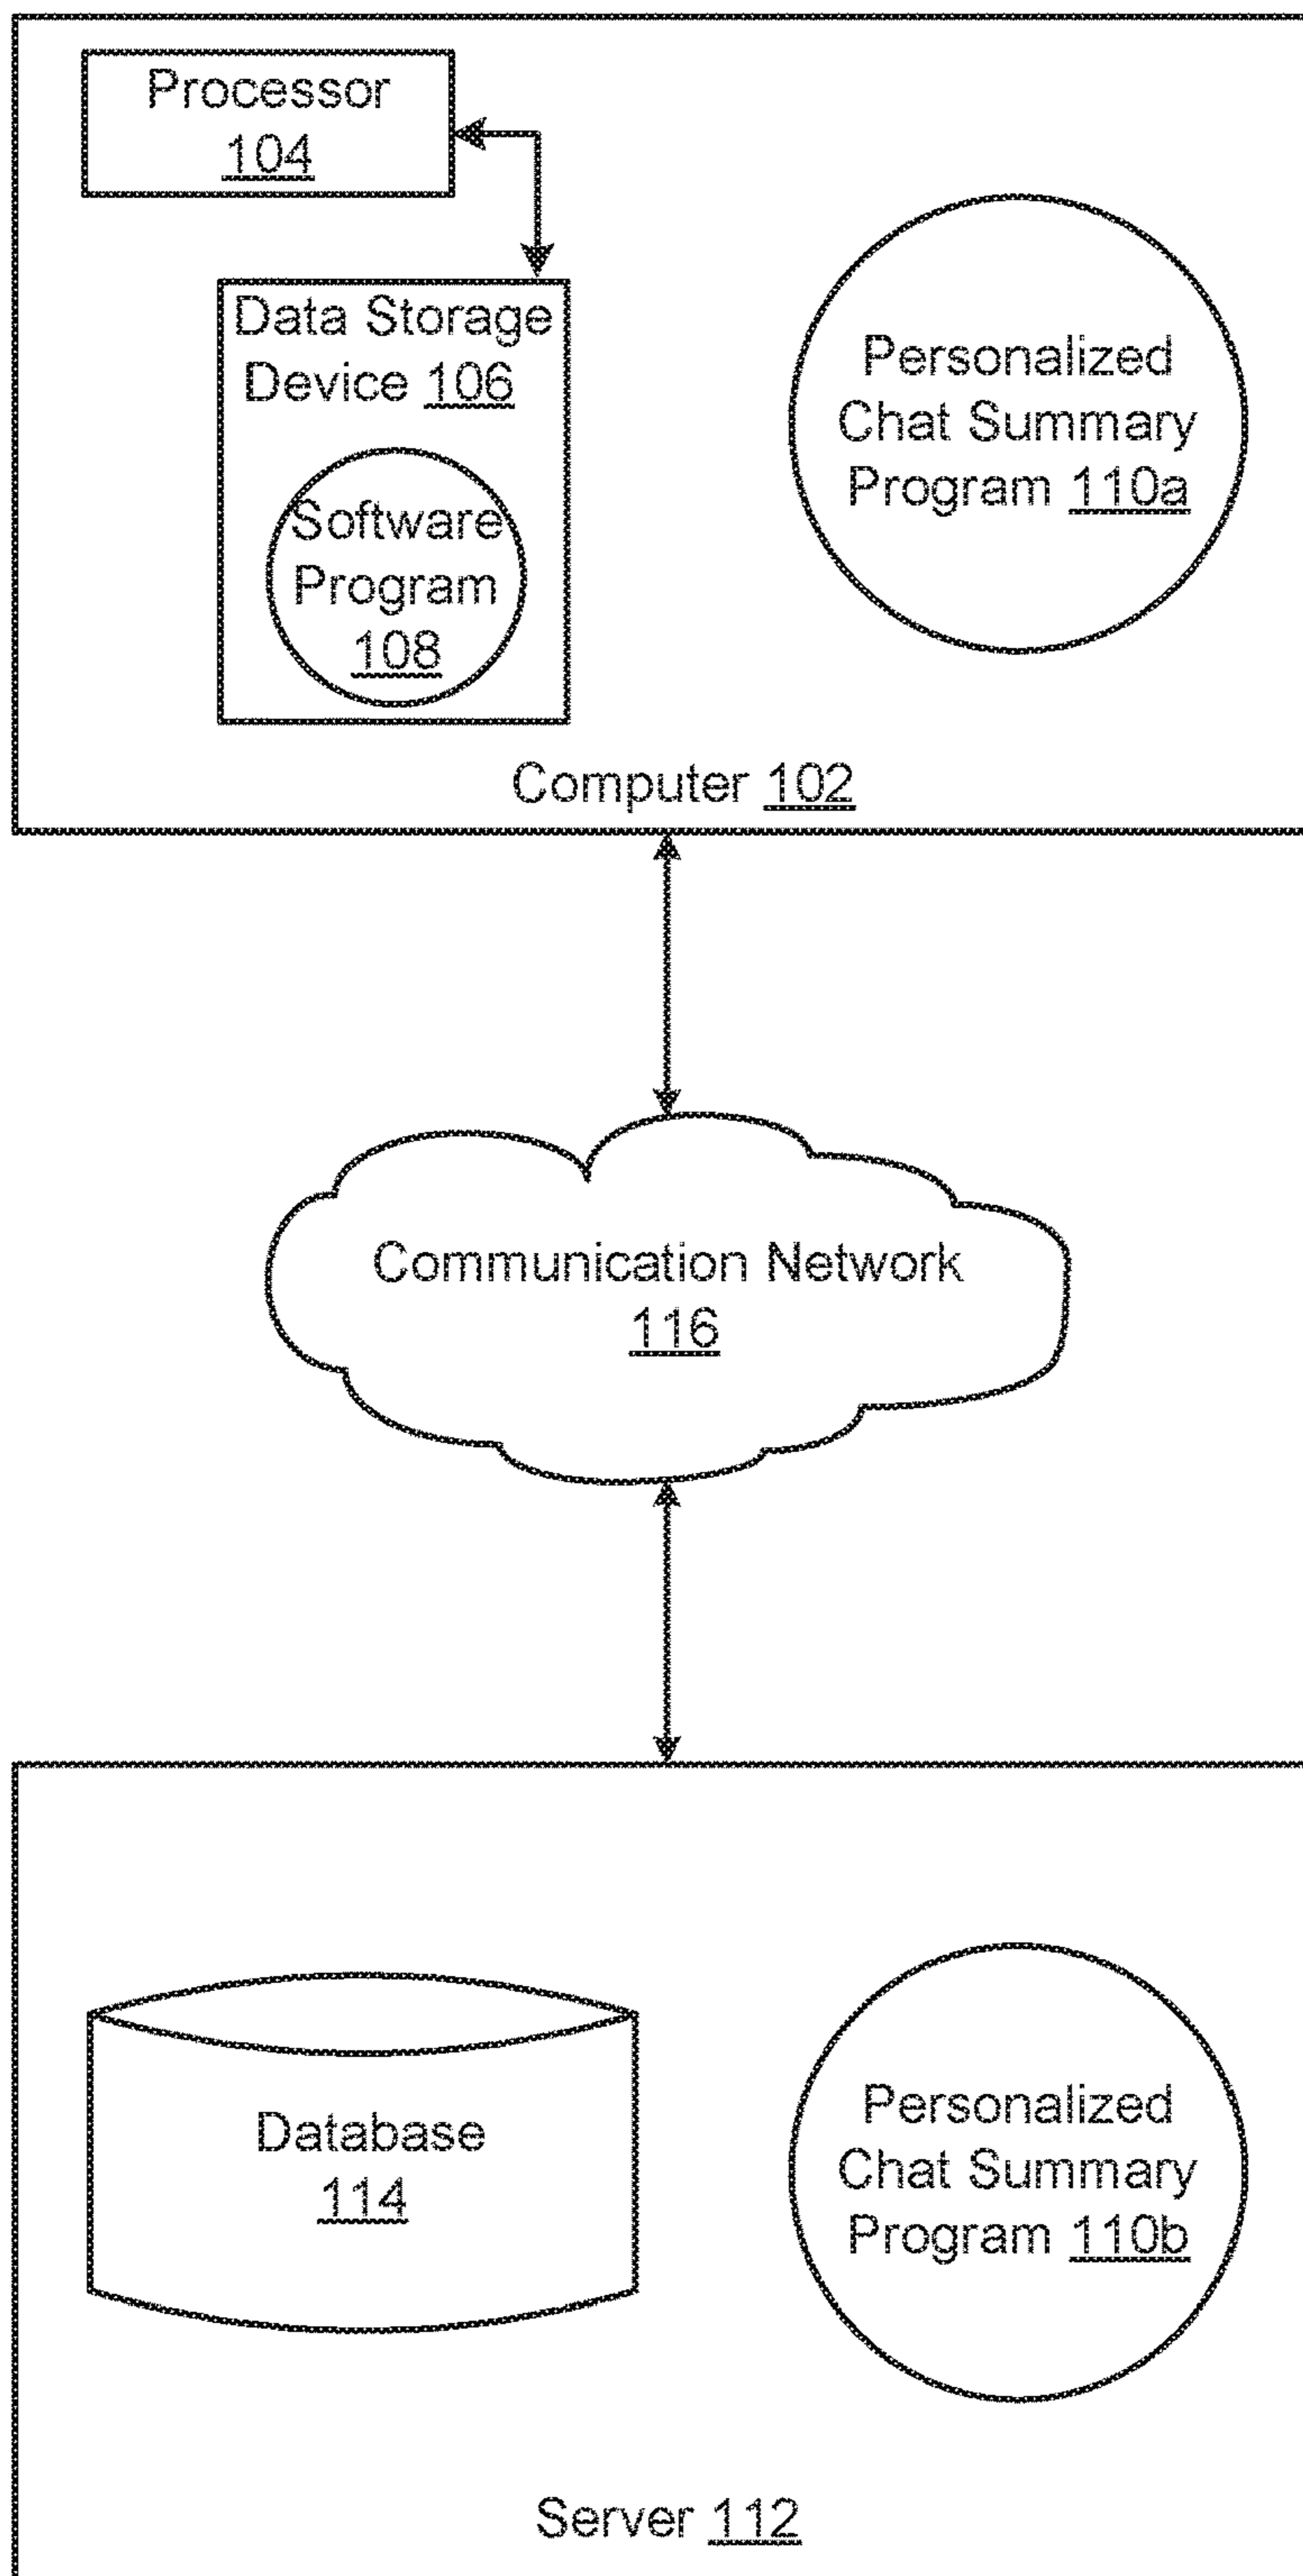 Processor
104
Data Storage
Device 106
Software
Program
108
Personalized
Chat Summary
Program 110a
Computer 102
Communication Network
116
Database
114
Personalized
Chat Summary
Program 110b
Server 112